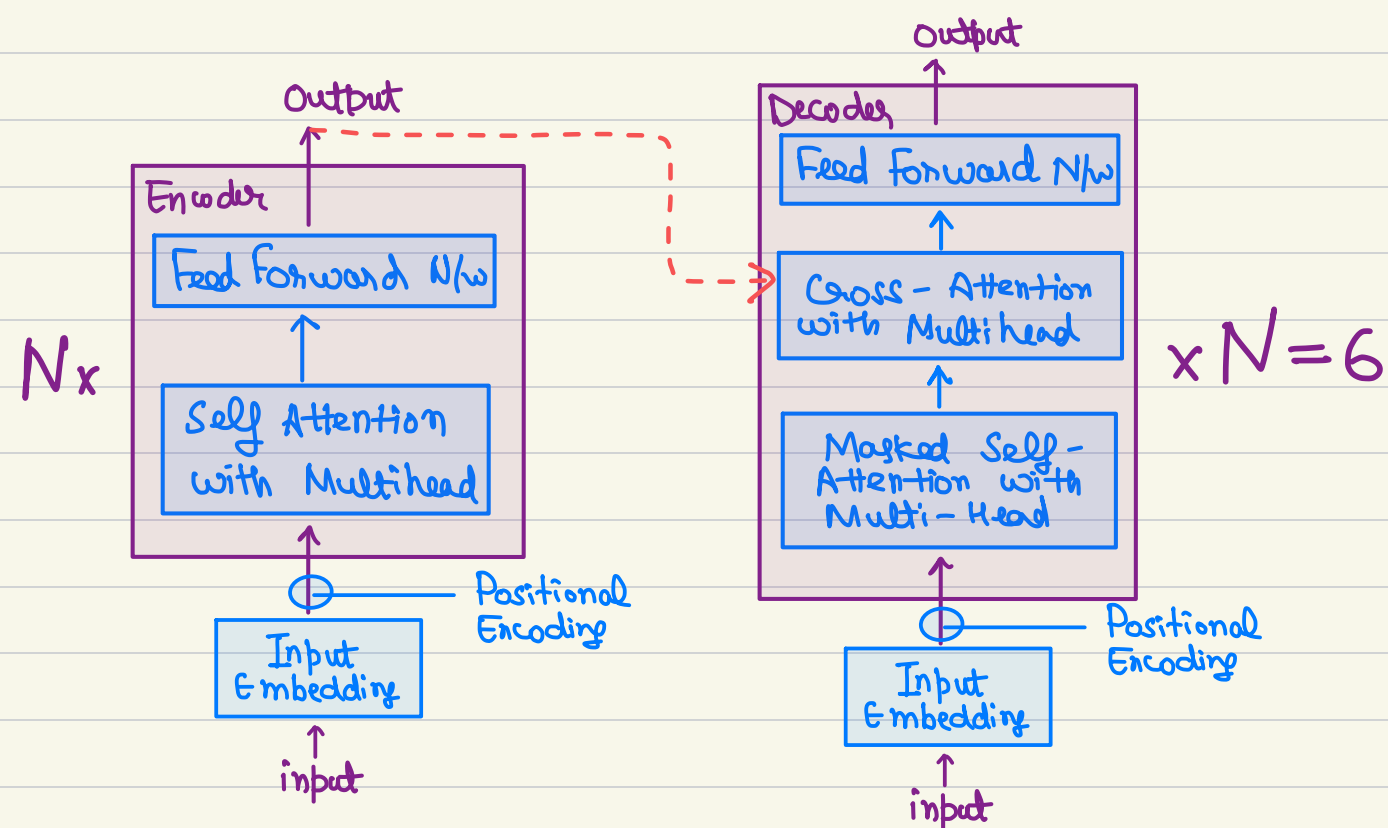 Output
Encoder
Feed Forward N/w
Self Attention
with Multihead
Nx
Positional
Encoding
Input
Embedding
input
Output
Decoder
Feed Forward N/w
Cross-Attention
with Multihead
Masked Self-
Attention with
Multi-Head
x N=6
Positional
Encoding
Input
Embedding
input